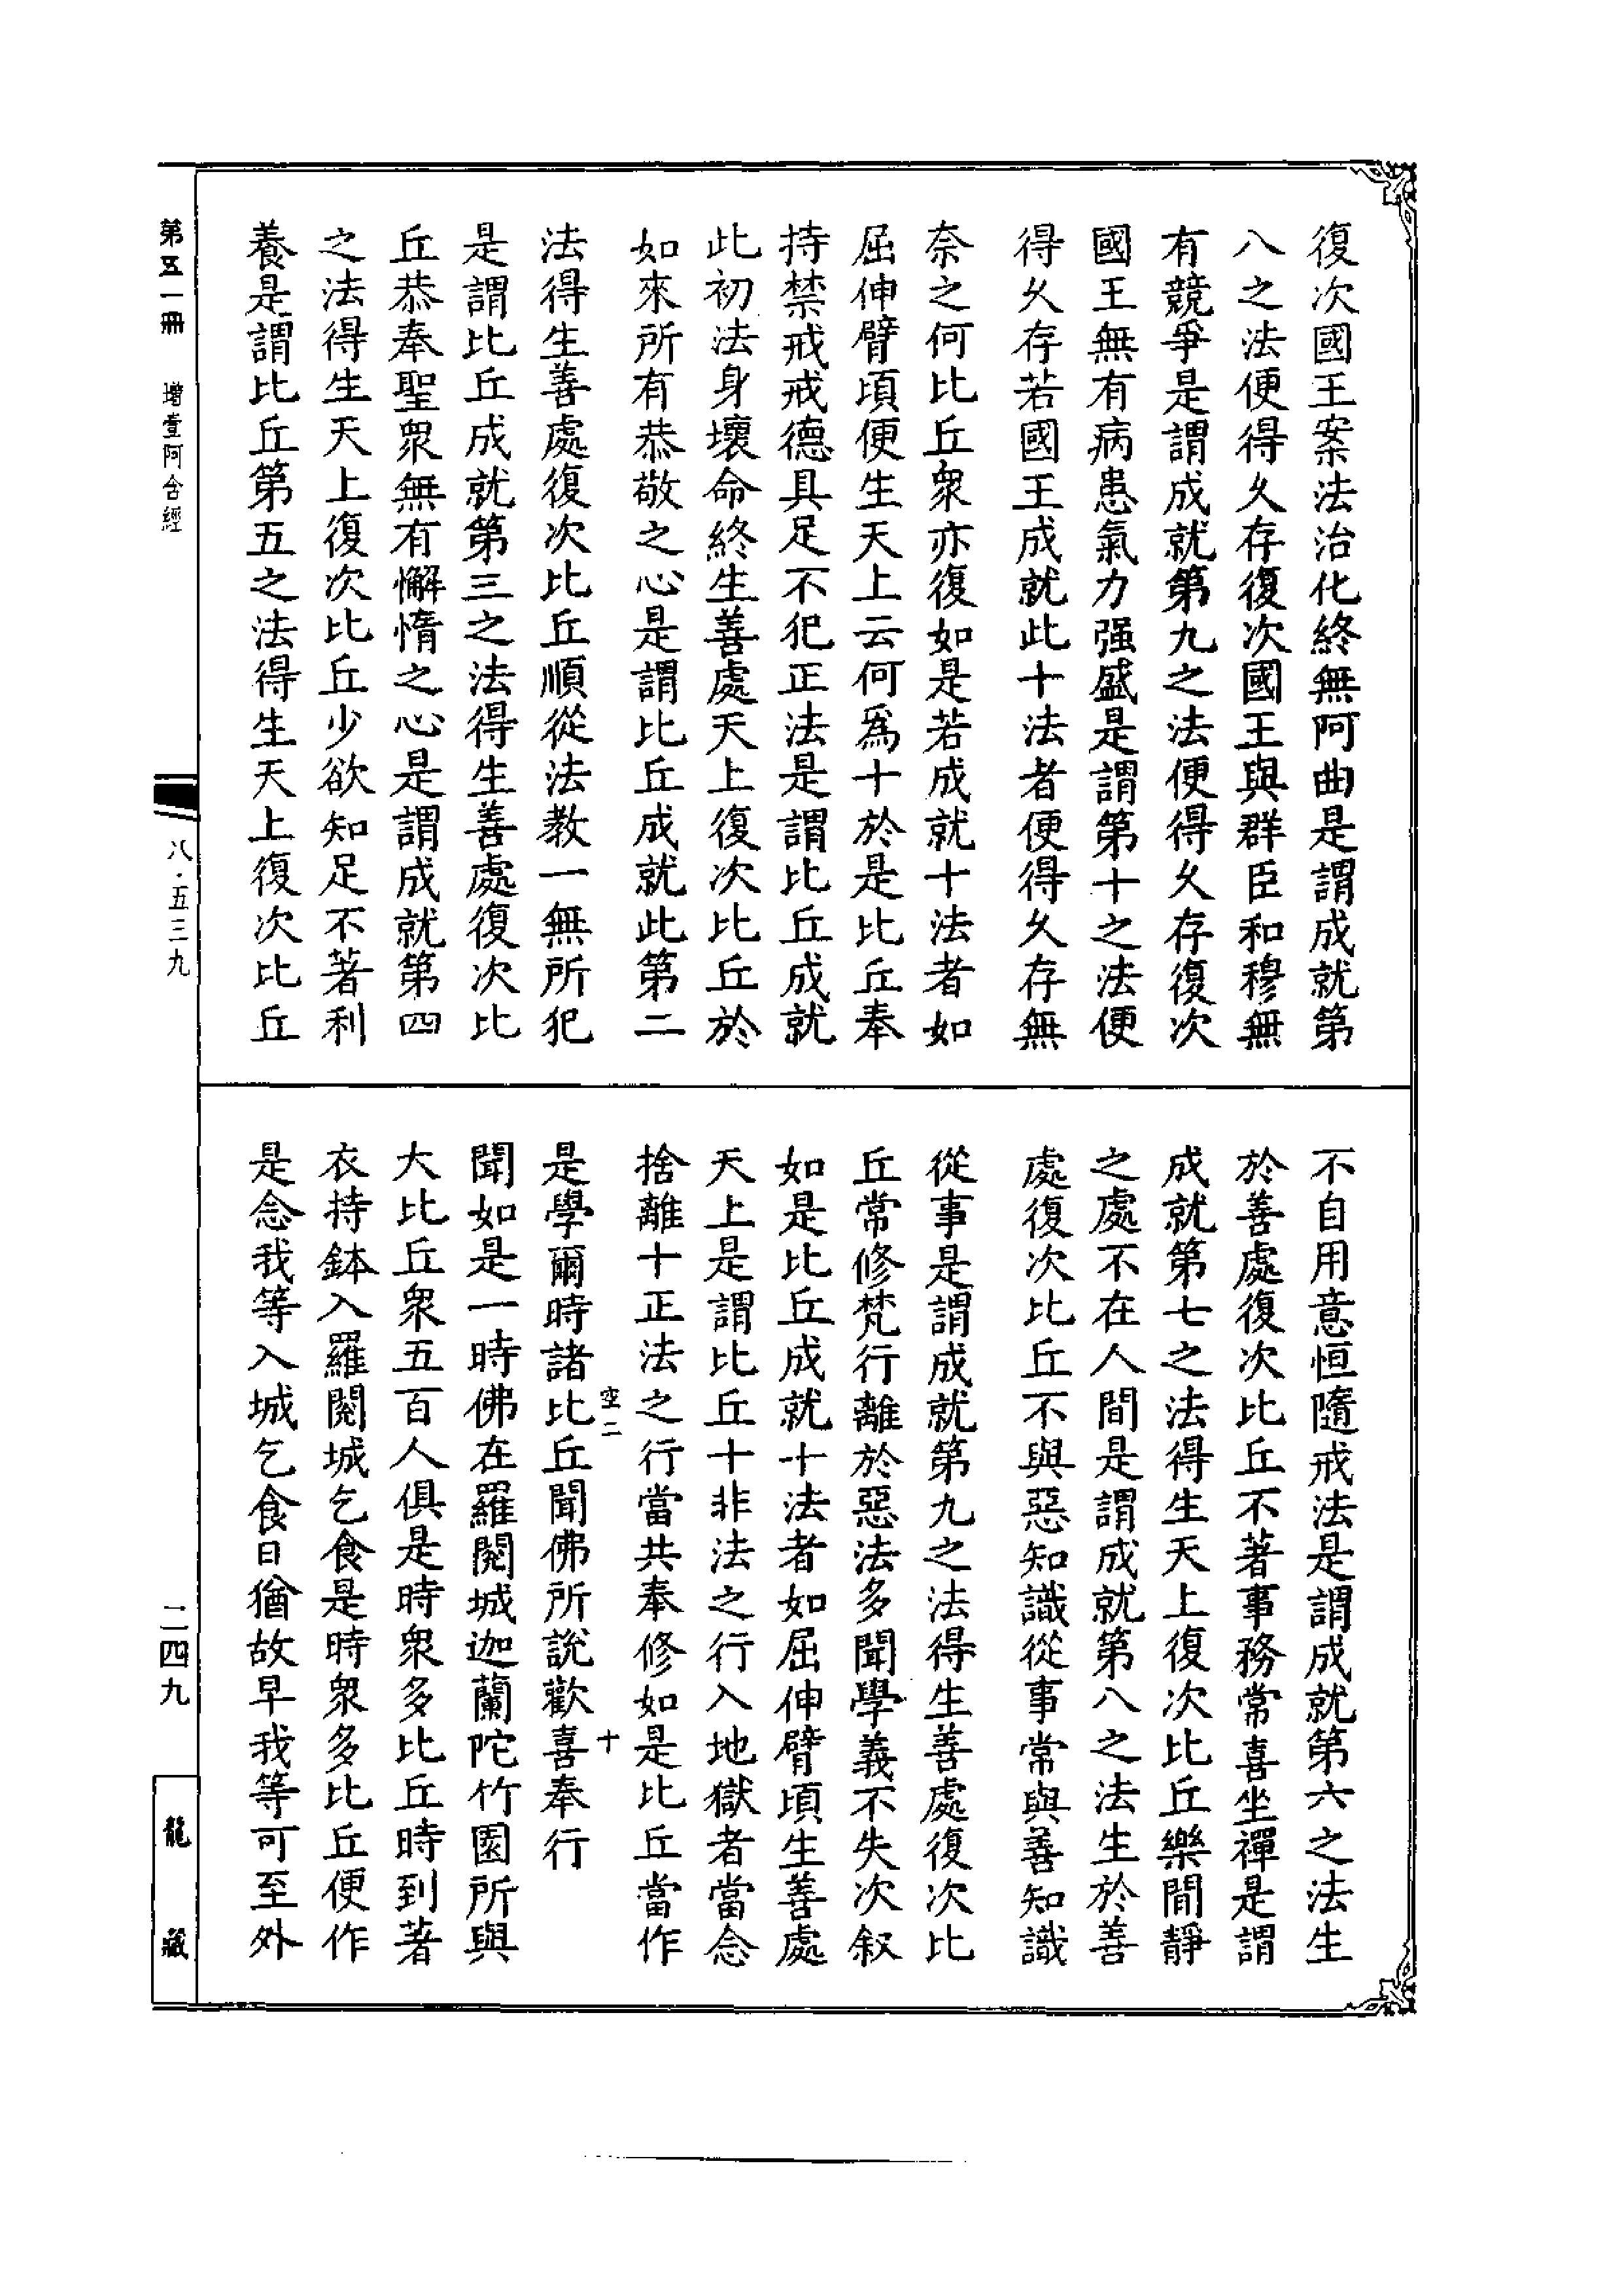 復次國王案法治化終無阿曲是謂成就第
八之法便得久存復次國王與群臣和穆無
有競爭是謂成就第九之法便得久存復次
國王無有病患氣力强盛是謂第十之法便
得久存若國王成就此十法者便得久存無
奈之何比丘衆亦復如是若成就十法者如
屈伸臂頃便生天上云何爲十於是比丘奉
持禁戒戒德具足不犯正法是謂比丘成就
此初法身壞命終生善處天上復次比丘於
如來所有恭敬之心是謂比丘成就此第二
法得生善處復次比丘順從法教一無所犯
是謂比丘成就第三之法得生善處復次比
丘恭奉聖衆無有懈惰之心是謂成就第四
之法得生天上復次比丘少欲知足不著利
養是謂比丘第五之法得生天上復次比丘
不自用意恒隨戒法是謂成就第六之法生
於善處復次比丘不著事務常喜坐禪是謂
成就第七之法得生天上復次比丘樂閒靜
之處不在人間是謂成就第八之法生於善
處復次比丘不與惡知識從事常與善知識
從事是謂成就第九之法得生善處復次比
丘常修梵行離於惡法多聞學義不失次叙
如是比丘成就十法者如屈伸臂頃生善處
天上是謂比丘十非法之行入地獄者當念
捨離十正法之行當共奉修如是比丘當作
空二 十
是學爾時諸比丘聞佛所説歡喜奉行
聞如是一時佛在羅閱城迦蘭陀竹園所與
大比丘衆五百人俱是時衆多比丘時到著
衣持鉢入羅閱城乞食是時衆多比丘便作
是念我等入城乞食日猶故早我等可至外
第五一冊 增壹阿含經 八·五三九 二四九 龍藏